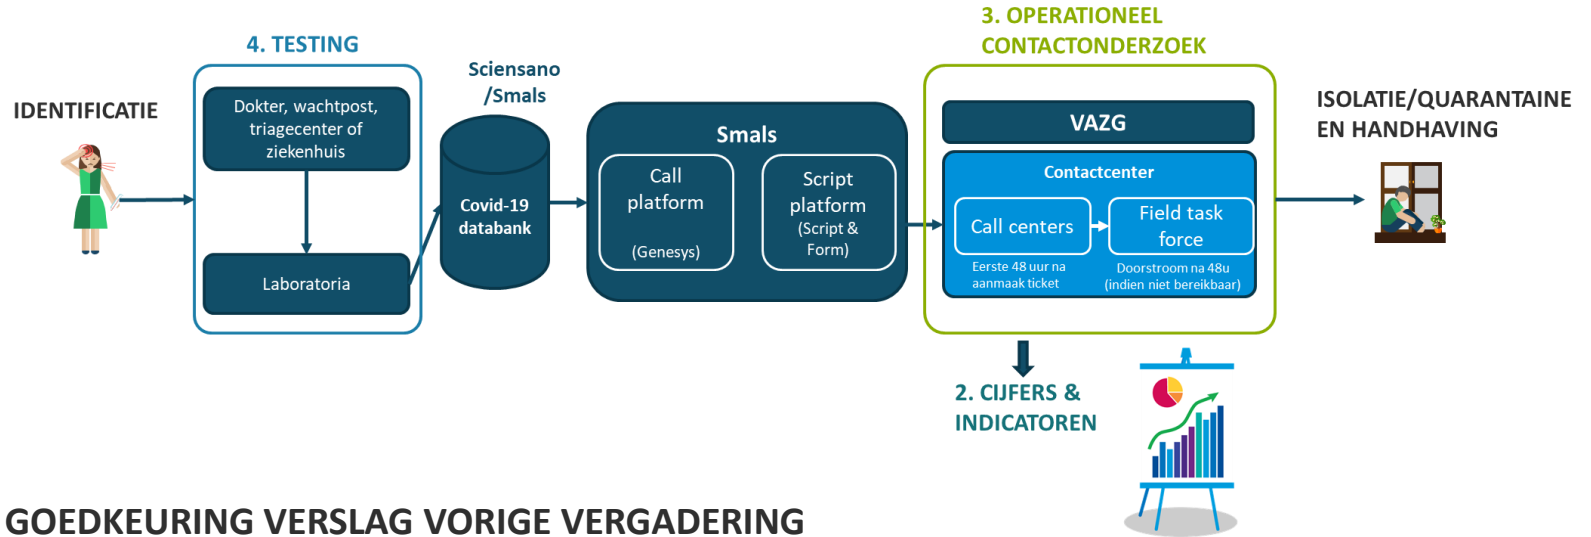 IDENTIFICATIE
4. TESTING
Dokter, wachtpost,
triagecenter of
ziekenhuis
Laboratoria
Sciensano
/Smals
Covid-19
databank
Smals
Call
platform
(Genesys)
Script
platform
(Script &
Form)
3. OPERATIONEEL
CONTACTONDERZOEK
VAZG
Contactcenter
Call centers
Eerste 48 uur na
aanmaak ticket
Field task
force
Doorstroom na 48u
(indien niet bereikbaar)
ISOLATIE/QUARANTAINE
EN HANDHAVING
2. CIJFERS &
INDICATOREN
GOEDKEURING VERSLAG VORIGE VERGADERING